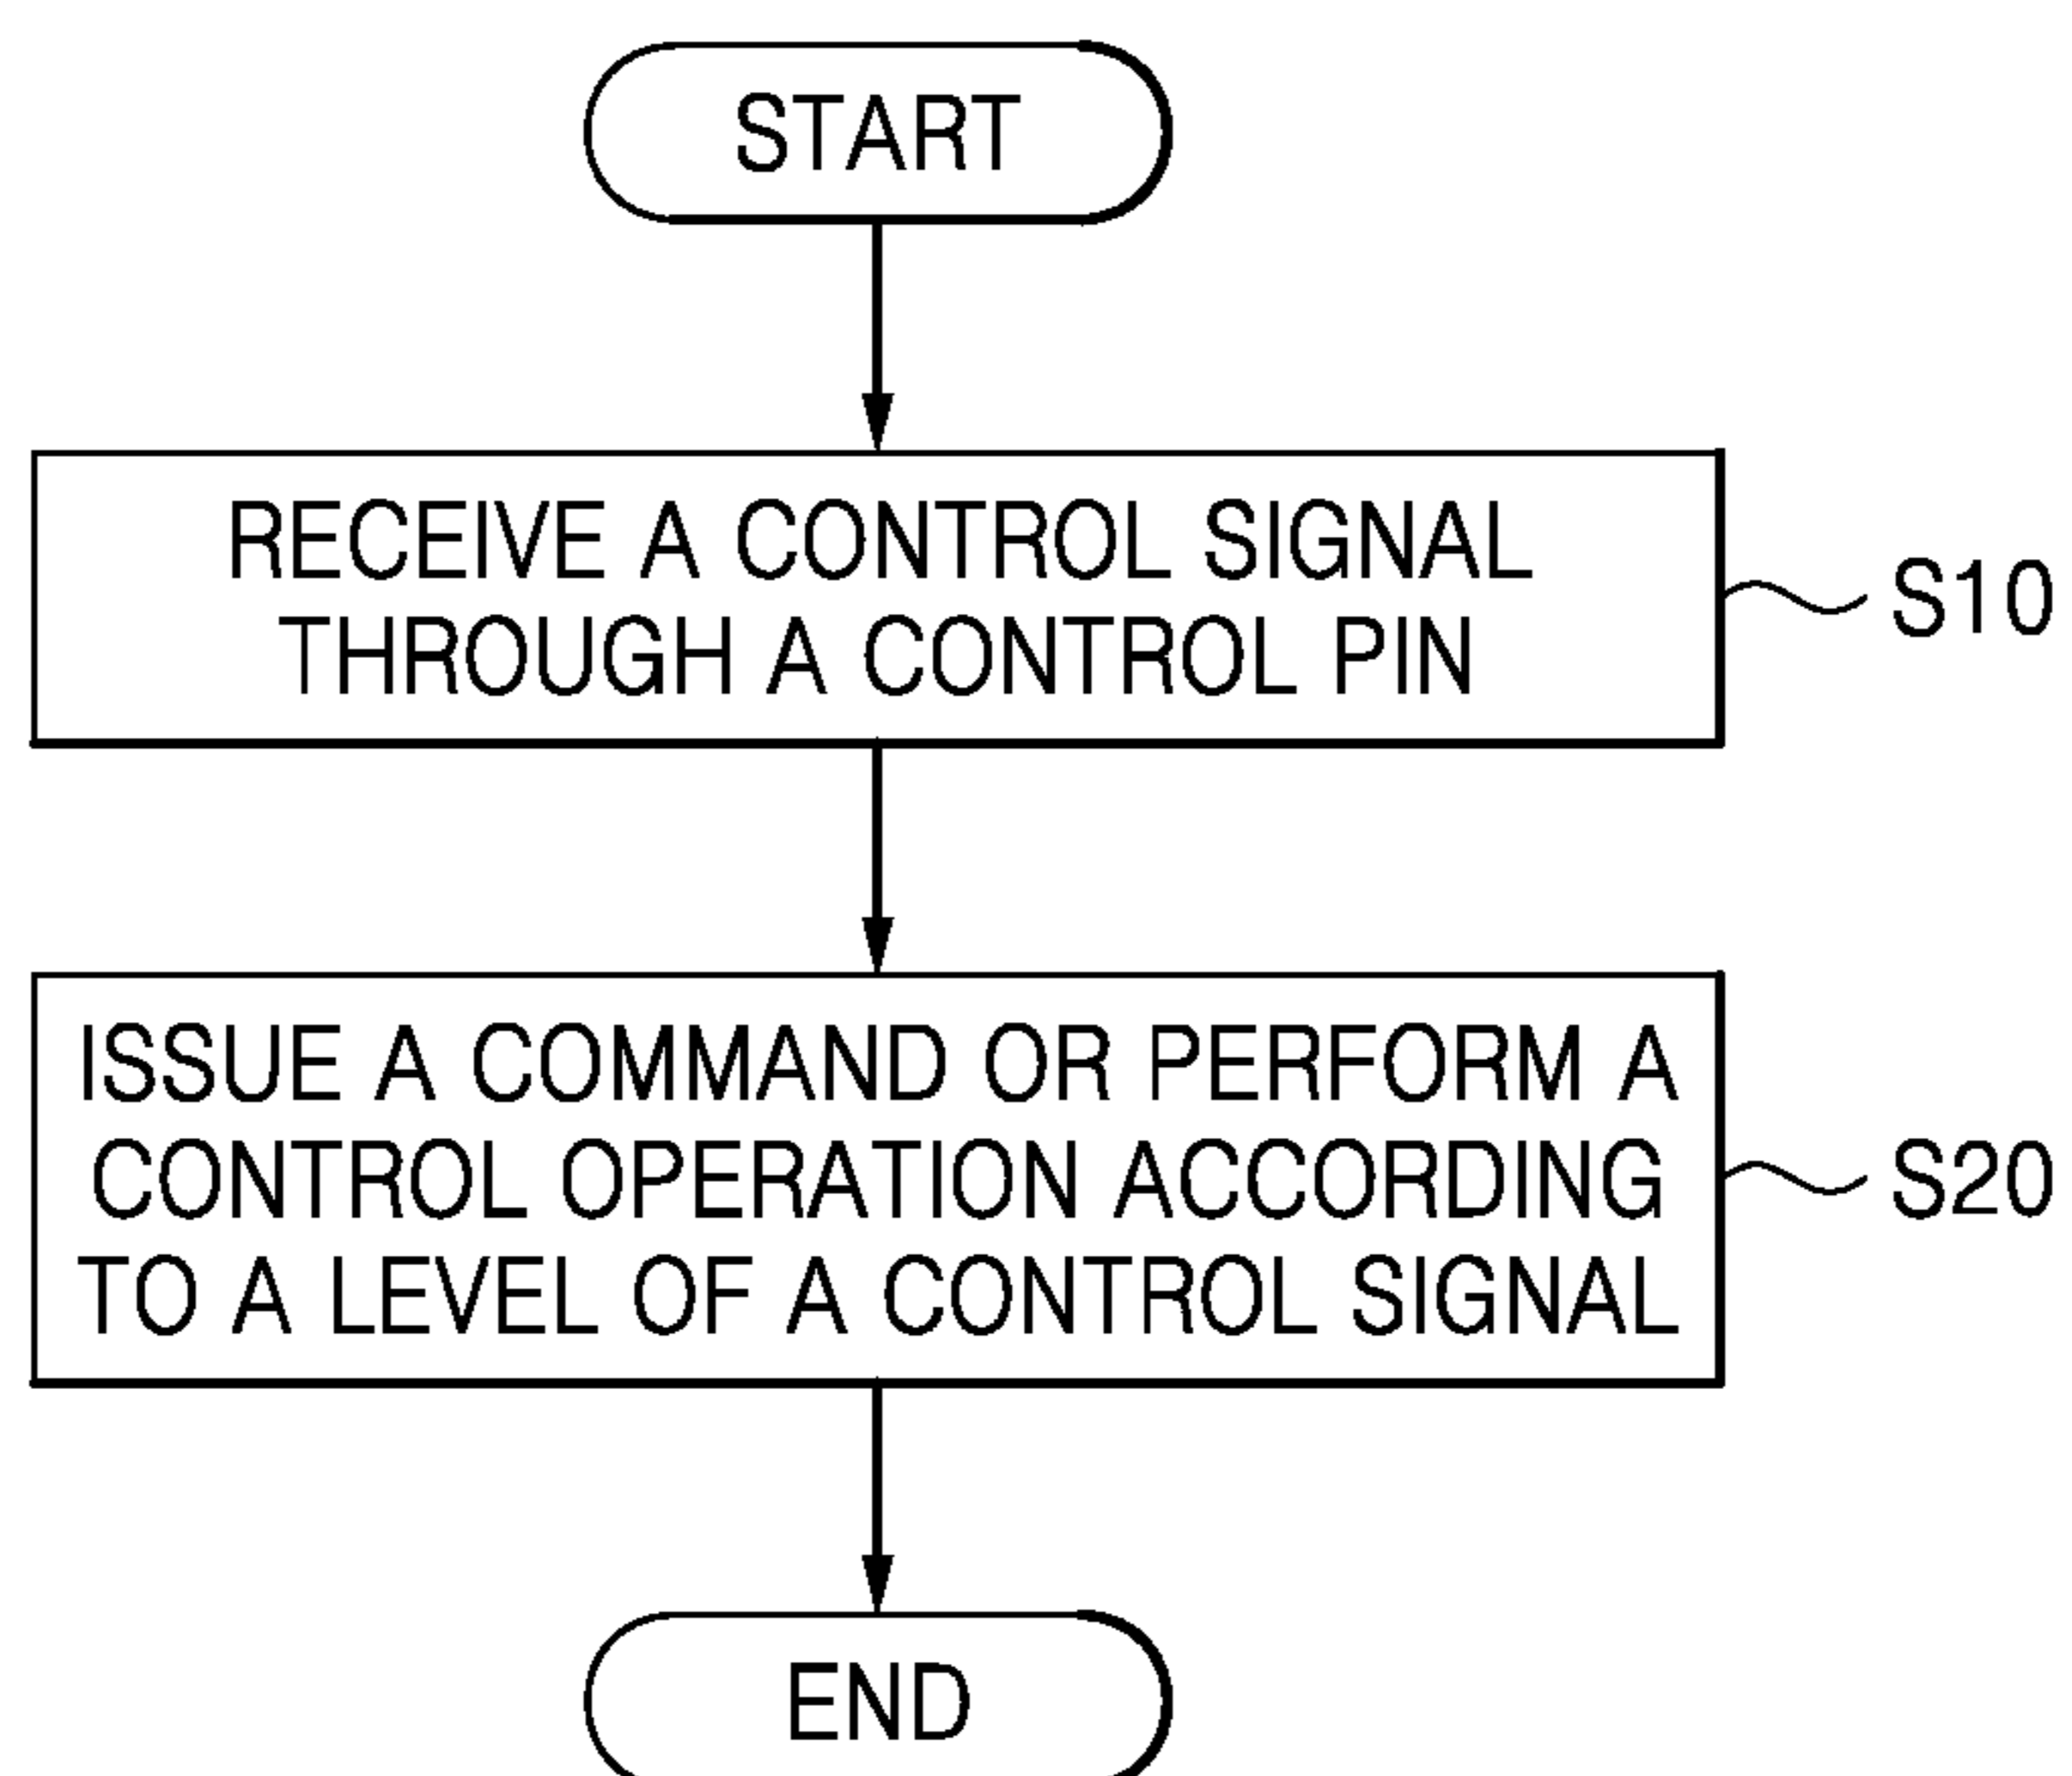 START
RECEIVE A CONTROL SIGNAL
THROUGH A CONTROL PIN
S10
ISSUE A COMMAND OR PERFORM A
CONTROL OPERATION ACCORDING
TO A LEVEL OF A CONTROL SIGNAL
S20
END